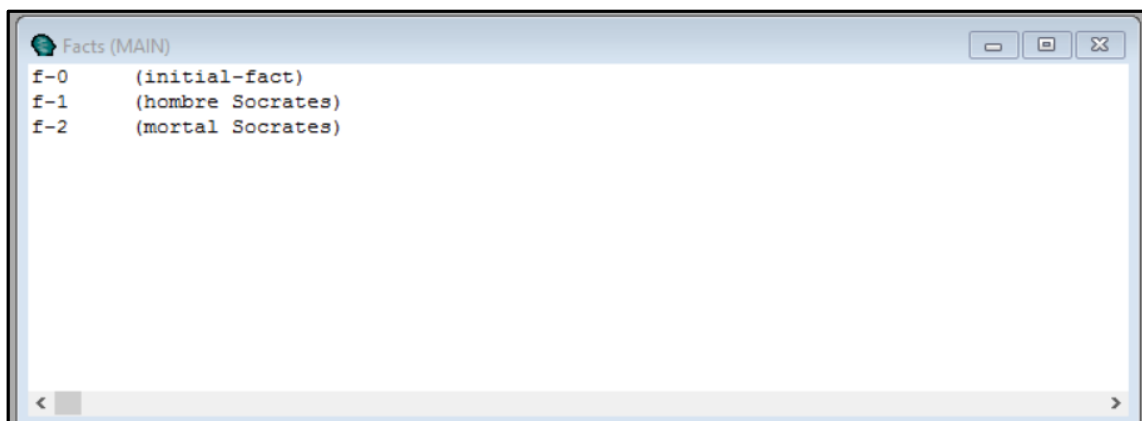 Facts (MAIN)
f-0 (initial-fact)
f-1 (hombre Socrates)
f-2 (mortal Socrates)